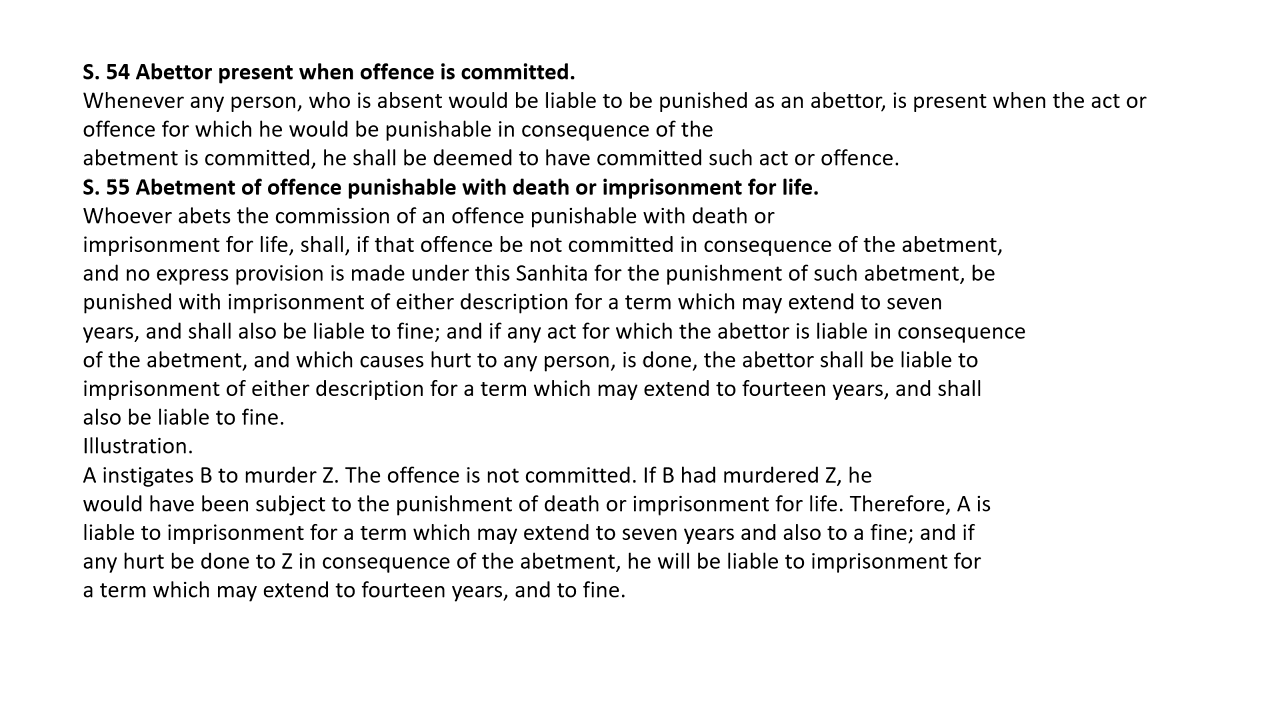 S. 54 Abettor present when offence is committed.
Whenever any person, who is absent would be liable to be punished as an abettor, is present when the act or
offence for which he would be punishable in consequence of the
abetment is committed, he shall be deemed to have committed such act or offence.
S. 55 Abetment of offence punishable with death or imprisonment for life.
Whoever abets the commission of an offence punishable with death or
imprisonment for life, shall, if that offence be not committed in consequence of the abetment,
and no express provision is made under this Sanhita for the punishment of such abetment, be
punished with imprisonment of either description for a term which may extend to seven
years, and shall also be liable to fine; and if any act for which the abettor is liable in consequence
of the abetment, and which causes hurt to any person, is done, the abettor shall be liable to
imprisonment of either description for a term which may extend to fourteen years, and shall
also be liable to fine.
Illustration.
A instigates B to murder Z. The offence is not committed. If B had murdered Z, he
would have been subject to the punishment of death or imprisonment for life. Therefore, A is
liable to imprisonment for a term which may extend to seven years and also to a fine; and if
any hurt be done to Z in consequence of the abetment, he will be liable to imprisonment for
a term which may extend to fourteen years, and to fine.